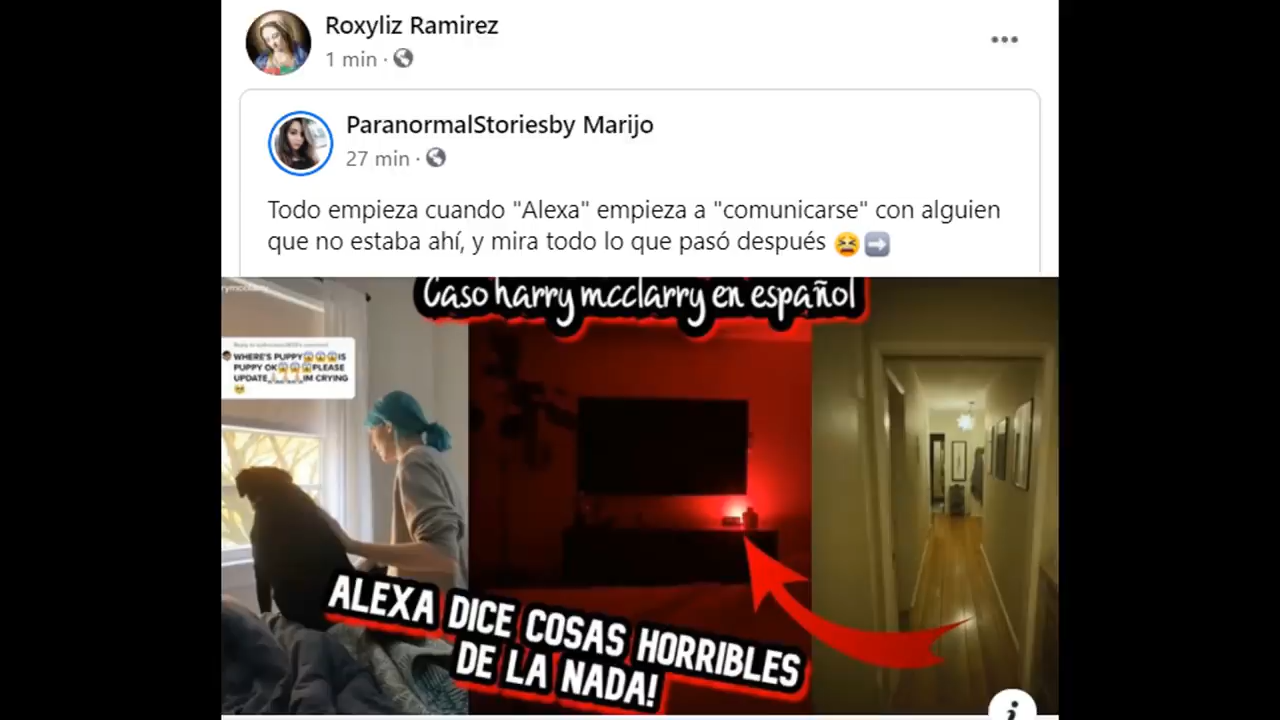 Roxyliz Ramirez
1 min ·
ParanormalStoriesby Marijo
27 min ·
Todo empieza cuando "Alexa" empieza a "comunicarse" con alguien
que no estaba ahí, y mira todo lo que pasó después 😫➡️
Caso harry mcclarry en español
WHERE'S PUPPY😱😱😱IS
PUPPY OK😱😱😱PLEASE
UPDATE🙏🙏🙏IM CRYING
🥺
ALEXA DICE COSAS HORRIBLES
DE LA NADA!
i